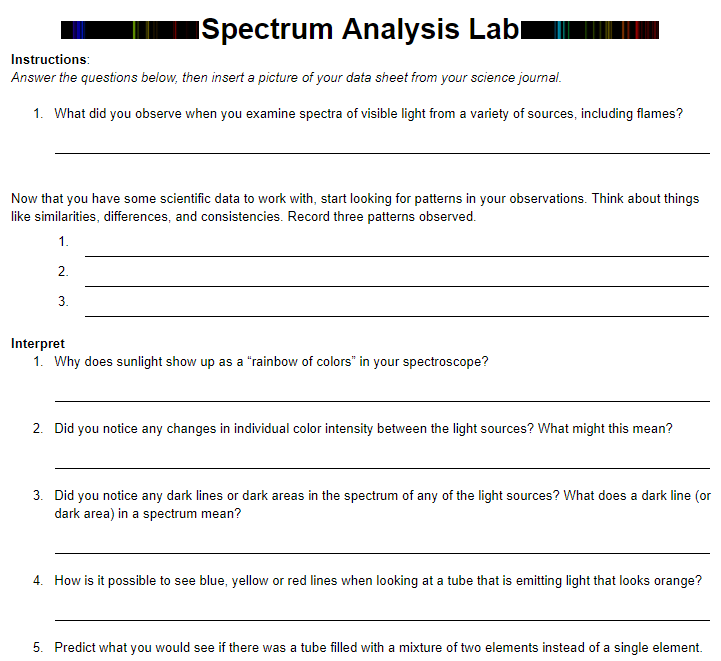 Spectrum Analysis Lab
Instructions:
Answer the questions below, then insert a picture of your data sheet from your science journal.
1. What did you observe when you examine spectra of visible light from a variety of sources, including flames?
Now that you have some scientific data to work with, start looking for patterns in your observations. Think about things
like similarities, differences, and consistencies. Record three patterns observed.
1.
2.
3.
Interpret
1. Why does sunlight show up as a “rainbow of colors” in your spectroscope?
2. Did you notice any changes in individual color intensity between the light sources? What might this mean?
3. Did you notice any dark lines or dark areas in the spectrum of any of the light sources? What does a dark line (or
dark area) in a spectrum mean?
4. How is it possible to see blue, yellow or red lines when looking at a tube that is emitting light that looks orange?
5. Predict what you would see if there was a tube filled with a mixture of two elements instead of a single element.